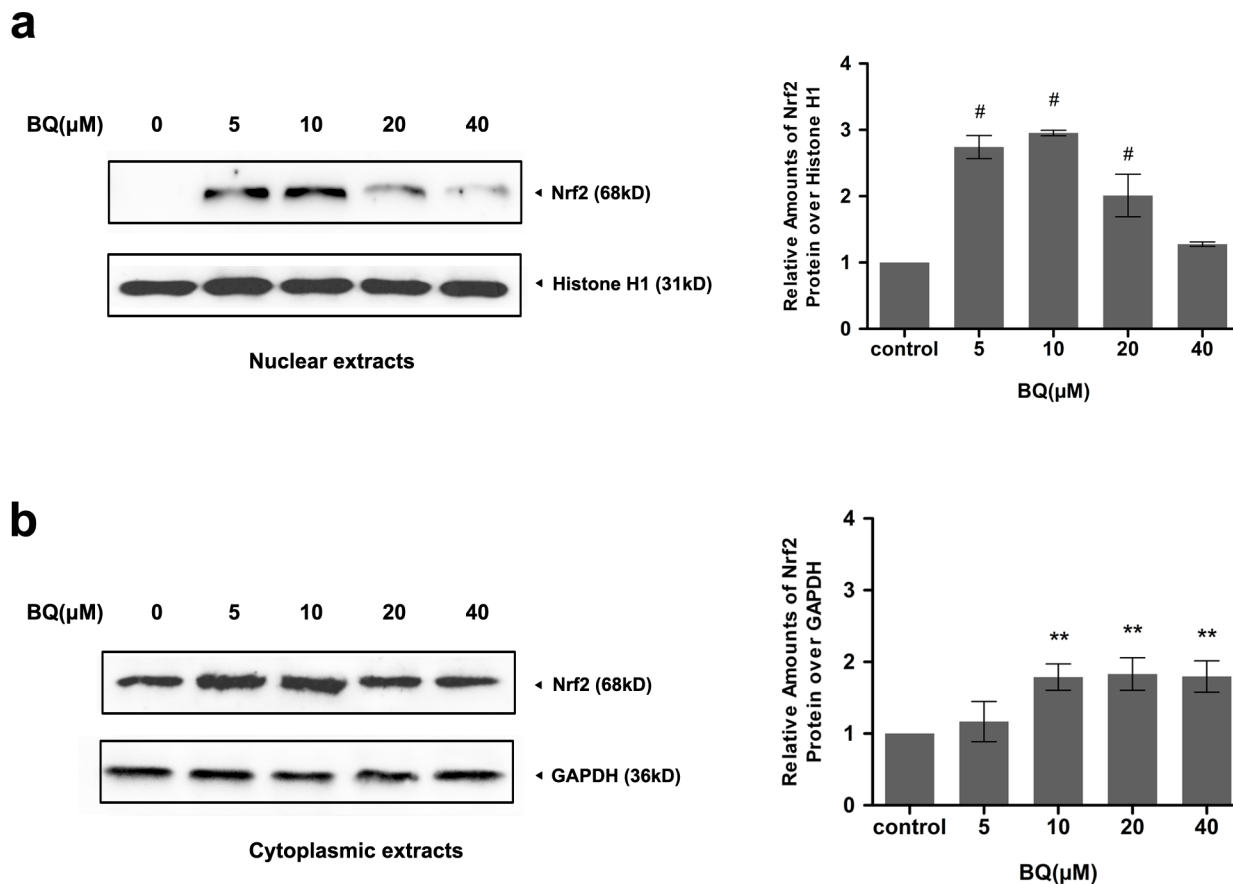 a
BQ(μM) 0 5 10 20 40
Nrf2 (68kD)
Histone H1 (31kD)
Nuclear extracts
Relative Amounts of Nrf2
Protein over Histone H1
4
3
2
1
0
# # #
control 5 10 20 40
BQ(μM)
b
BQ(μM) 0 5 10 20 40
Nrf2 (68kD)
GAPDH (36kD)
Cytoplasmic extracts
Relative Amounts of Nrf2
Protein over GAPDH
4
3
2
1
0
** ** **
control 5 10 20 40
BQ(μM)